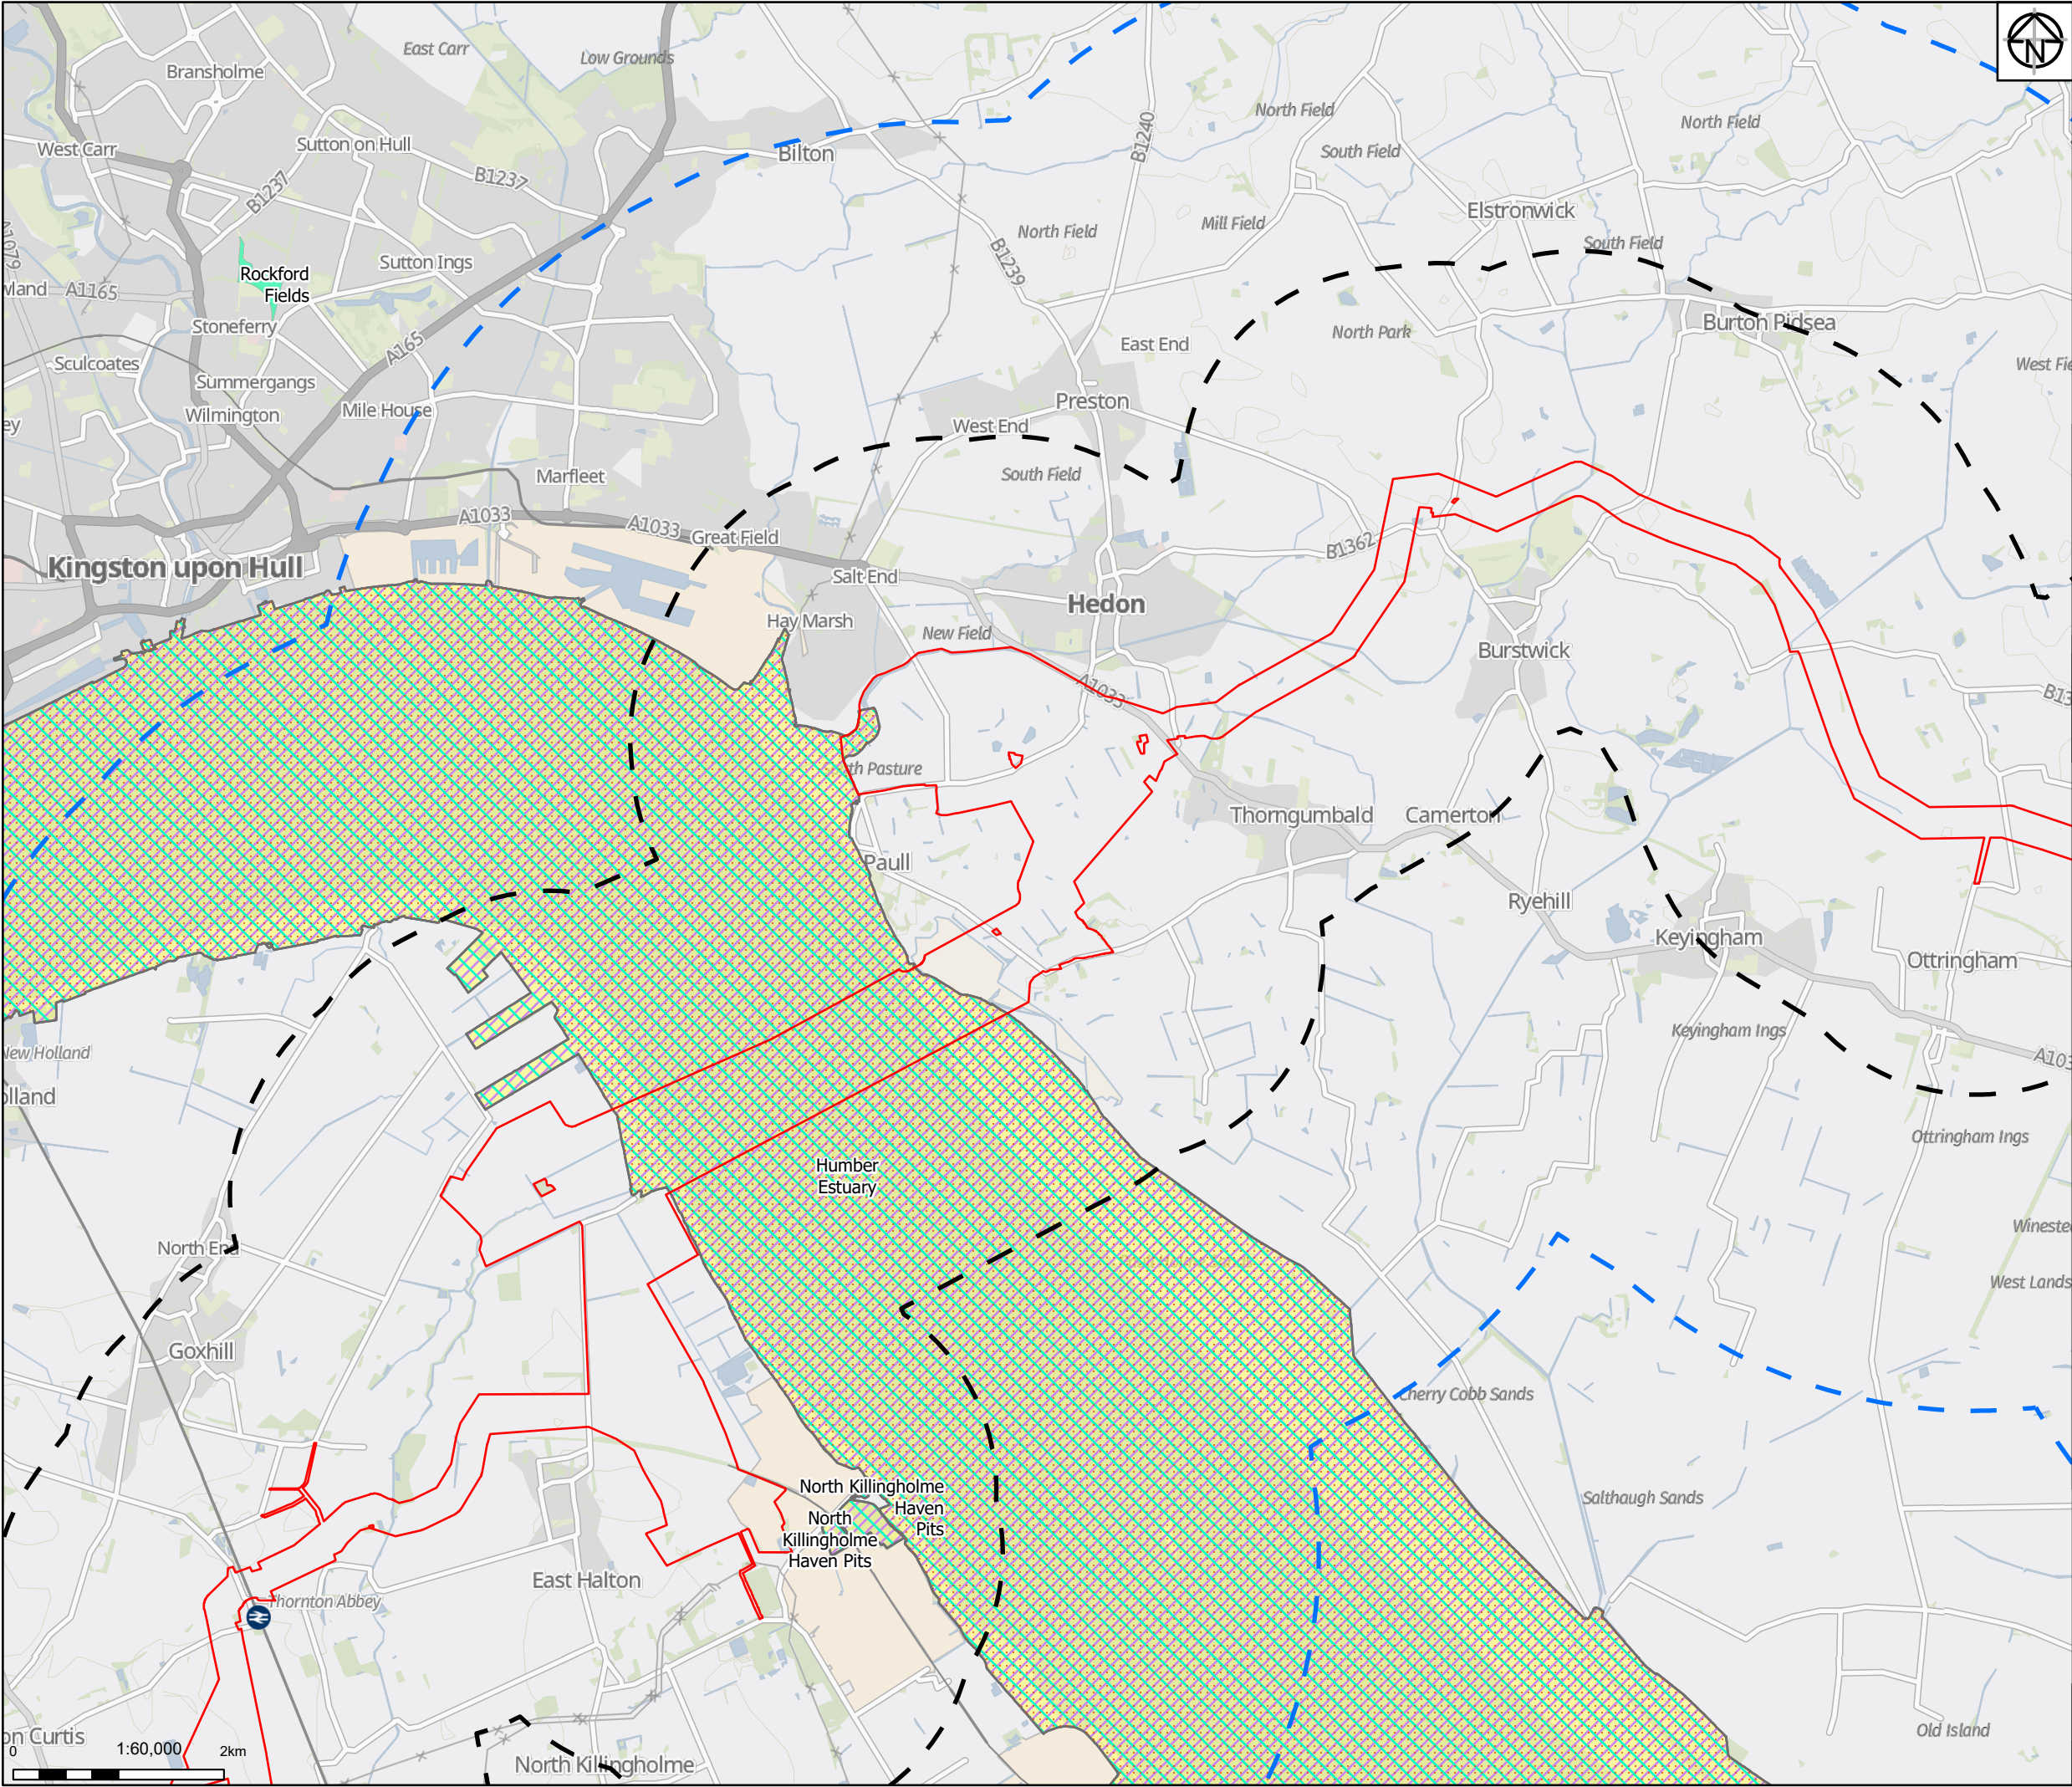 N
East Carr
Low Grounds
Bransholme
North Field
North Field
B1240
West Carr
Sutton on Hull
South Field
Bilton
B1237
B1237
Elstronwick
A1079
North Field
Mill Field
South Field
Sutton Ings
B1239
Rockford
Fields
A1165
Stoneferry
Burton Pidsea
North Park
East End
A165
Sculcoates
Summergangs
Mile House
Wilmington
Preston
West End
South Field
Marfleet
A1033
A1033
Great Field
B1362
Kingston upon Hull
Salt End
Hedon
Hay Marsh
New Field
Burstwick
A1033
th Pasture
Thorngumbald
Camerton
Paull
Ryehill
Keyingham
Ottringham
Keyingham Ings
New Holland
olland
Ottringham Ings
Humber
Estuary
North End
West Lands
Goxhill
Cherry Cobb Sands
North Killingholme
Haven
Pits
North
Killingholme
Haven Pits
Salthaugh Sands
East Halton
Thornton Abbey
Old Island
on Curtis
0
1:60,000
2km
North Killingholme